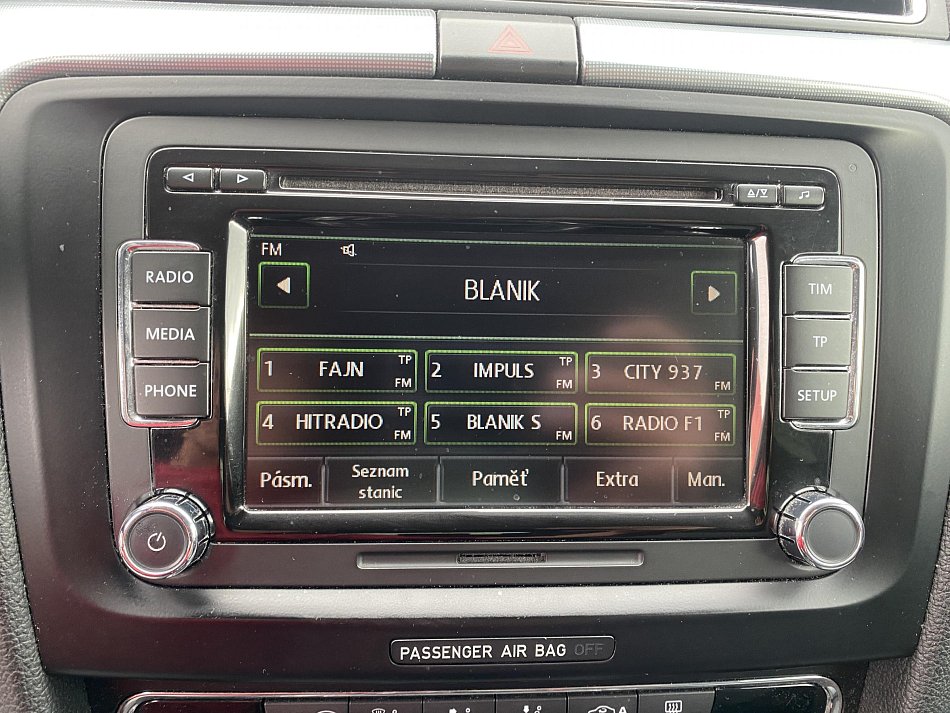 FM
BLANIK
RADIO
MEDIA
PHONE
TIM
TP
SETUP
1 FAJN TP FM
2 IMPULS TP FM
3 CITY 937 FM
4 HITRADIO TP FM
5 BLANIK S FM
6 RADIO F1 TP FM
Pásm.
Seznam
stanic
Paměť
Extra
Man.
PASSENGER AIR BAG OFF
A